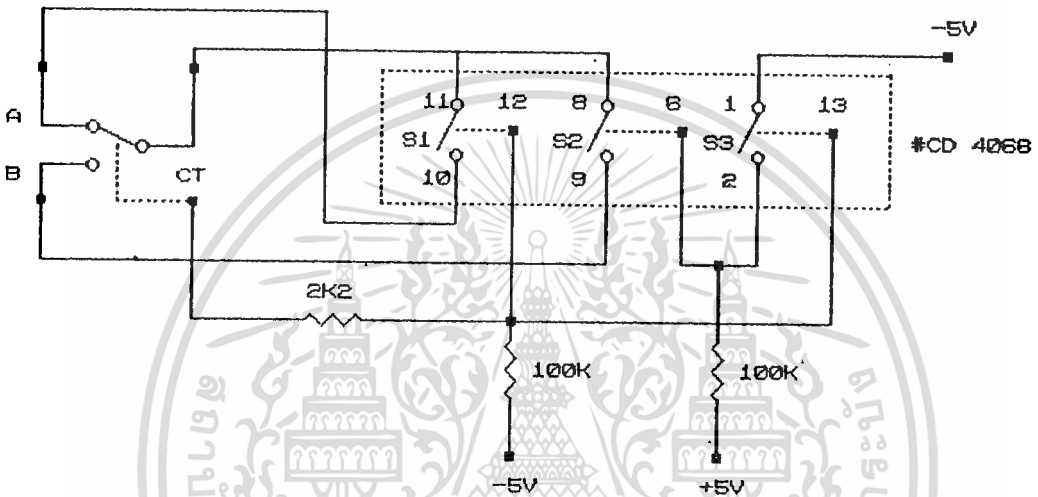 -5V
11 12 8 6 1 13
A
S1 S2 S3
#CD 4068
B
CT
10 9 2
2K2
100K 100K
-5V +5V